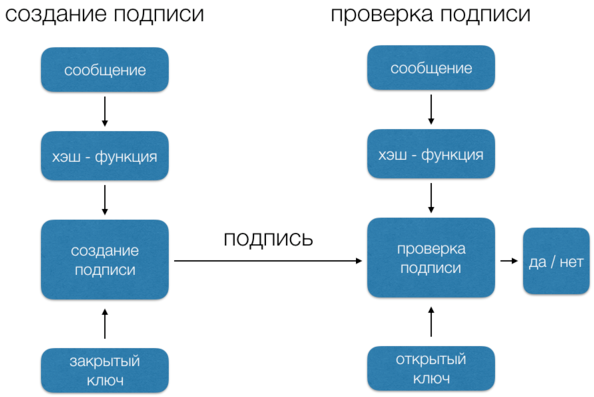 создание подписи
проверка подписи
сообщение
сообщение
хэш - функция
хэш - функция
создание
подписи
подпись
проверка
подписи
да / нет
закрытый
ключ
открытый
ключ